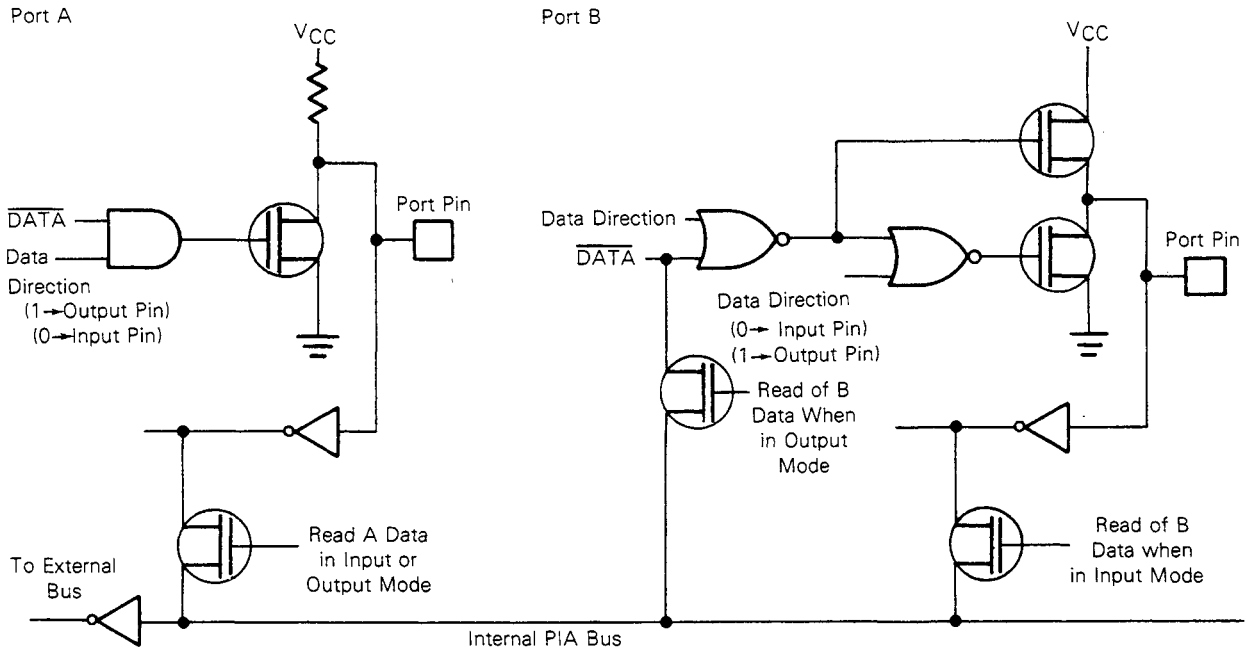 Port A
VCC
DATA
Data
Direction
(1→Output Pin)
(0→Input Pin)
Port Pin
Read A Data
in Input or
Output Mode
To External
Bus
Internal PIA Bus
Port B
VCC
Data Direction
DATA
Data Direction
(0→ Input Pin)
(1→Output Pin)
Port Pin
Read of B
Data When
in Output
Mode
Read of B
Data when
in Input Mode